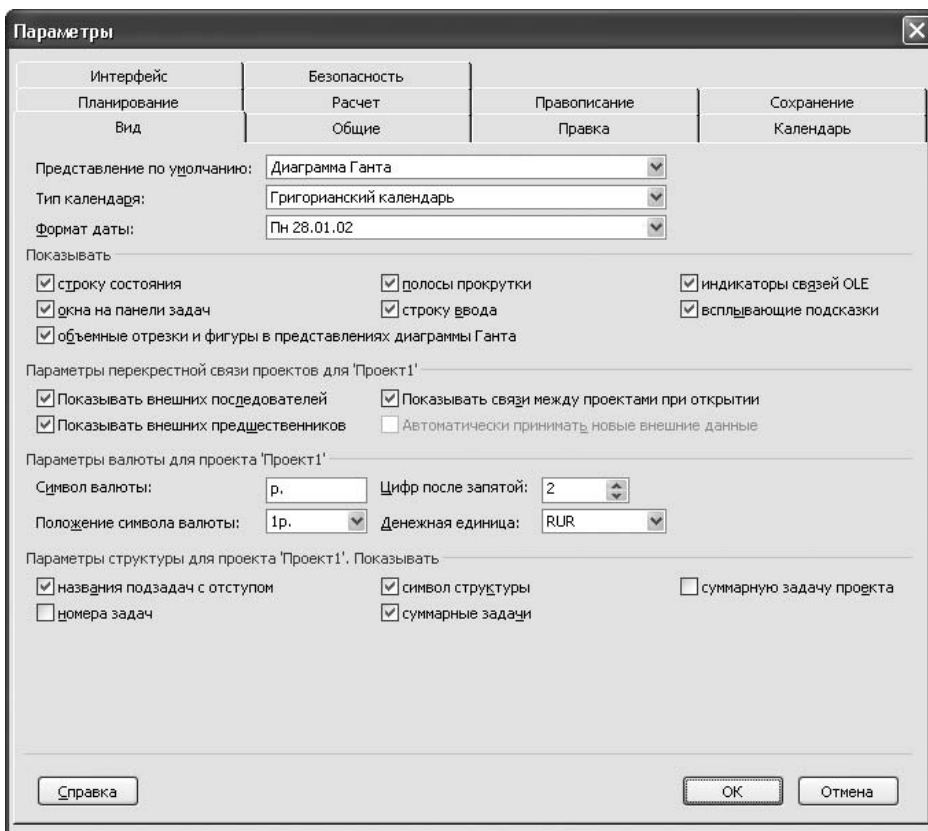 Параметры
Интерфейс Безопасность
Планирование Расчет Правописание Сохранение
Вид Общие Правка Календарь
Представление по умолчанию: Диаграмма Ганта
Тип календаря: Григорианский календарь
Формат даты: Пн 28.01.02
Показывать
строку состояния полосы прокрутки индикаторы связей OLE
окна на панели задач строку ввода всплывающие подсказки
объемные отрезки и фигуры в представлениях диаграммы Ганта
Параметры перекрестной связи проектов для 'Проект1'
Показывать внешних последователей Показывать связи между проектами при открытии
Показывать внешних предшественников Автоматически принимать новые внешние данные
Параметры валюты для проекта 'Проект1'
Символ валюты: р. Цифр после запятой: 2
Положение символа валюты: 1р. Денежная единица: RUR
Параметры структуры для проекта 'Проект1'. Показывать
названия подзадач с отступом символ структуры суммарную задачу проекта
номера задач суммарные задачи
Справка ОК Отмена